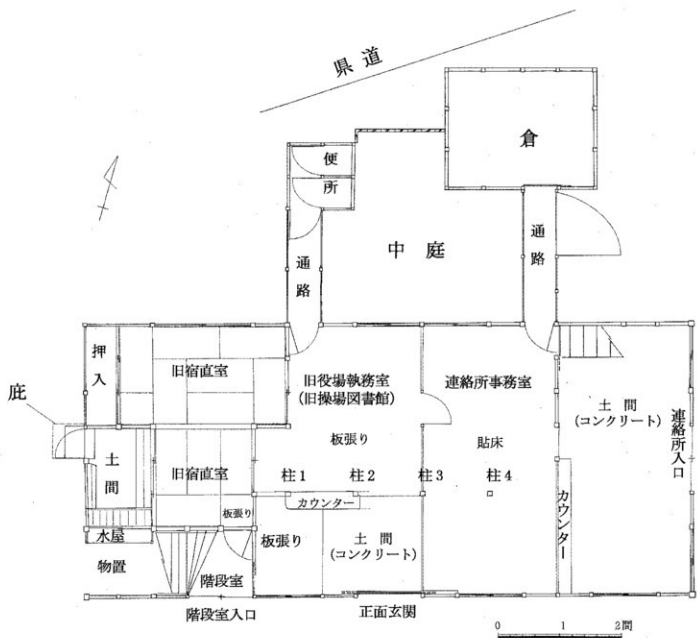 県道
倉
便
所
中庭
通路
通路
押入
旧宿直室
旧役場執務室
(旧操場図書館)
連絡所事務室
土間
(コンクリート)
連絡所入口
庇
板張り
貼床
土間
旧宿直室
柱1
柱2
柱3
柱4
カウンター
カウンター
板張り
水屋
板張り
土間
(コンクリート)
物置
階段室
階段室入口
正面玄関
0 1 2間